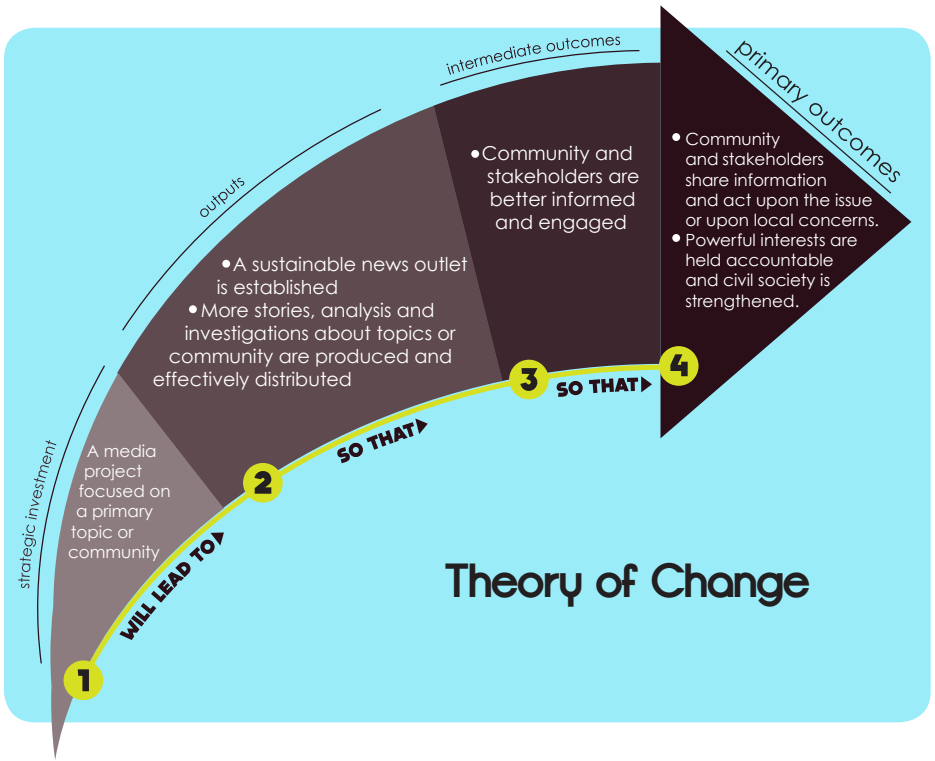 strategic investment
A media
project
focused on
a primary
topic or
community
1
WILL LEAD TO
outputs
•A sustainable news outlet
is established
•More stories, analysis and
investigations about topics or
community are produced and
effectively distributed
2
SO THAT
intermediate outcomes
•Community and
stakeholders are
better informed
and engaged
3
SO THAT
primary outcomes
• Community
and stakeholders
share information
and act upon the issue
or upon local concerns.
• Powerful interests are
held accountable
and civil society is
strengthened.
4
Theory of Change